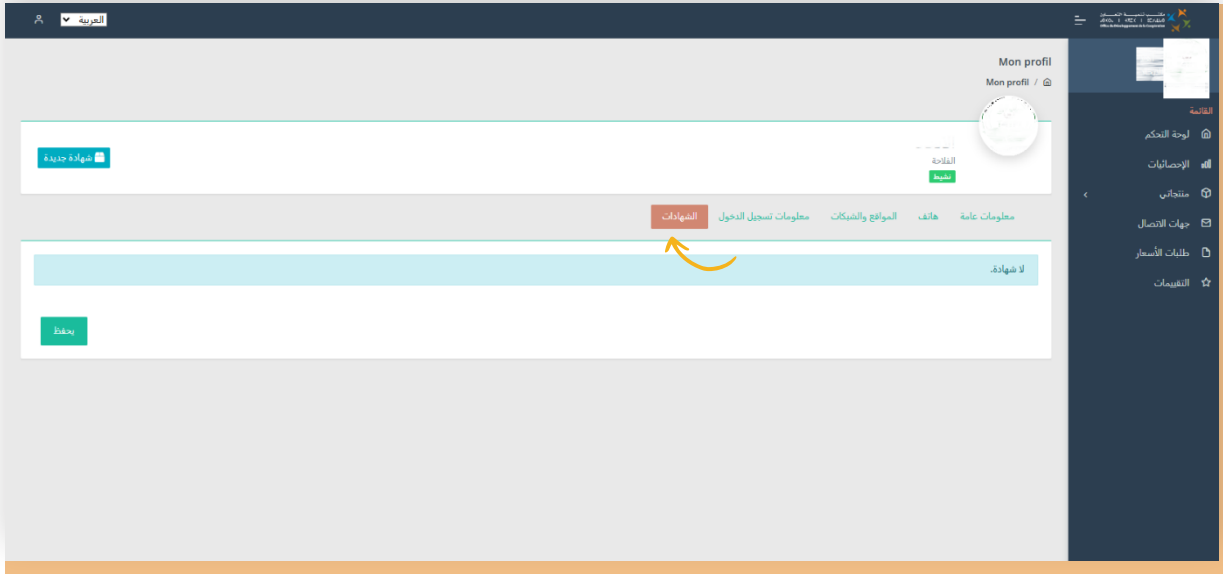 العربية
Mon profil
Mon profil /
القائمة
لوحة التحكم
الإحصائيات
منتجاتي
جهات الاتصال
طلبات الأسعار
التقييمات
الفلاحة
نشيط
شهادة جديدة
معلومات عامة هاتف المواقع والشبكات معلومات تسجيل الدخول الشهادات
لا شهادة.
يحفظ